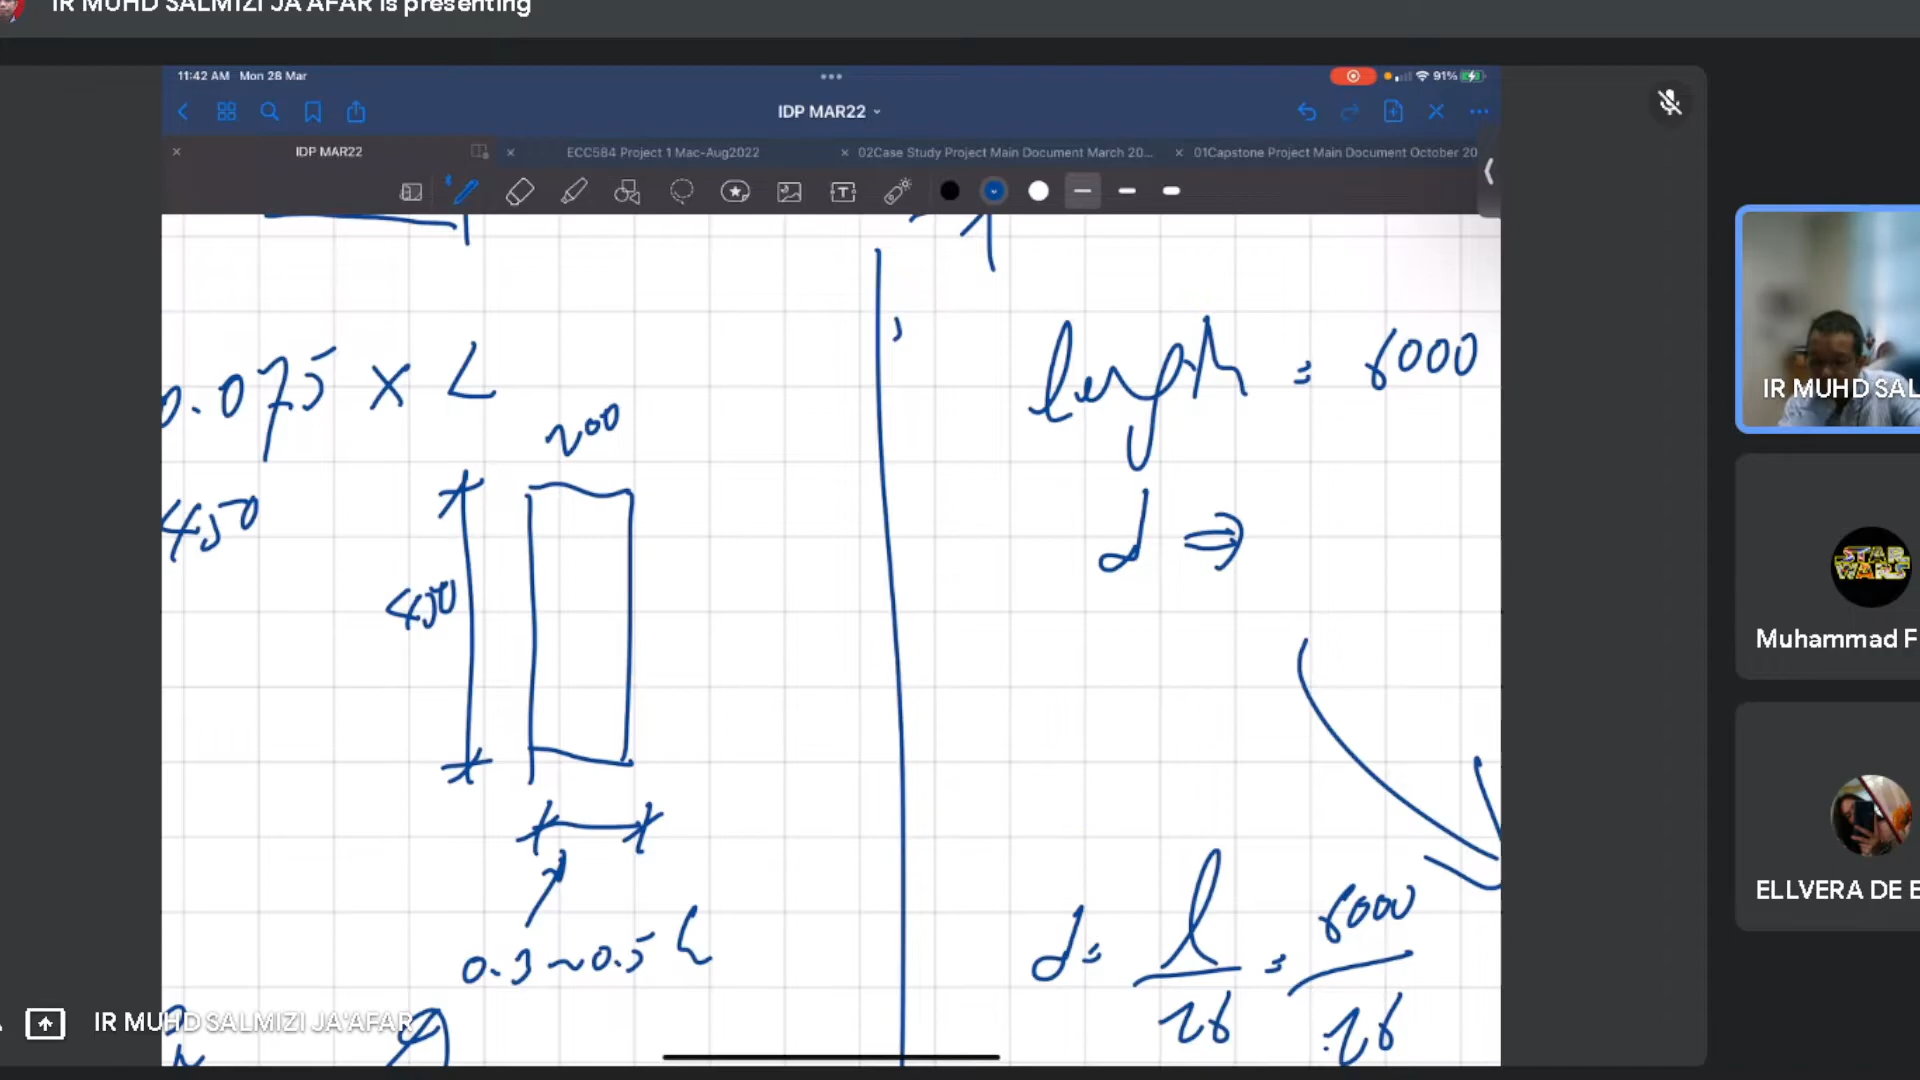 IR MUHD SALMIZI JA'AFAR is presenting
11:42 AM Mon 28 Mar
91%
IDP MAR22
IDP MAR22
ECC584 Project 1 Mac-Aug2022
02Case Study Project Main Document March 20...
01Capstone Project Main Document October 20
0.075 x L
200
450
450
0.3 ~ 0.5 h
length = 6000
d ⇒
d = l/26 = 6000/26
IR MUHD SALMIZI JA'AFAR
IR MUHD SAL
STAR WARS
Muhammad F
ELLVERA DE E